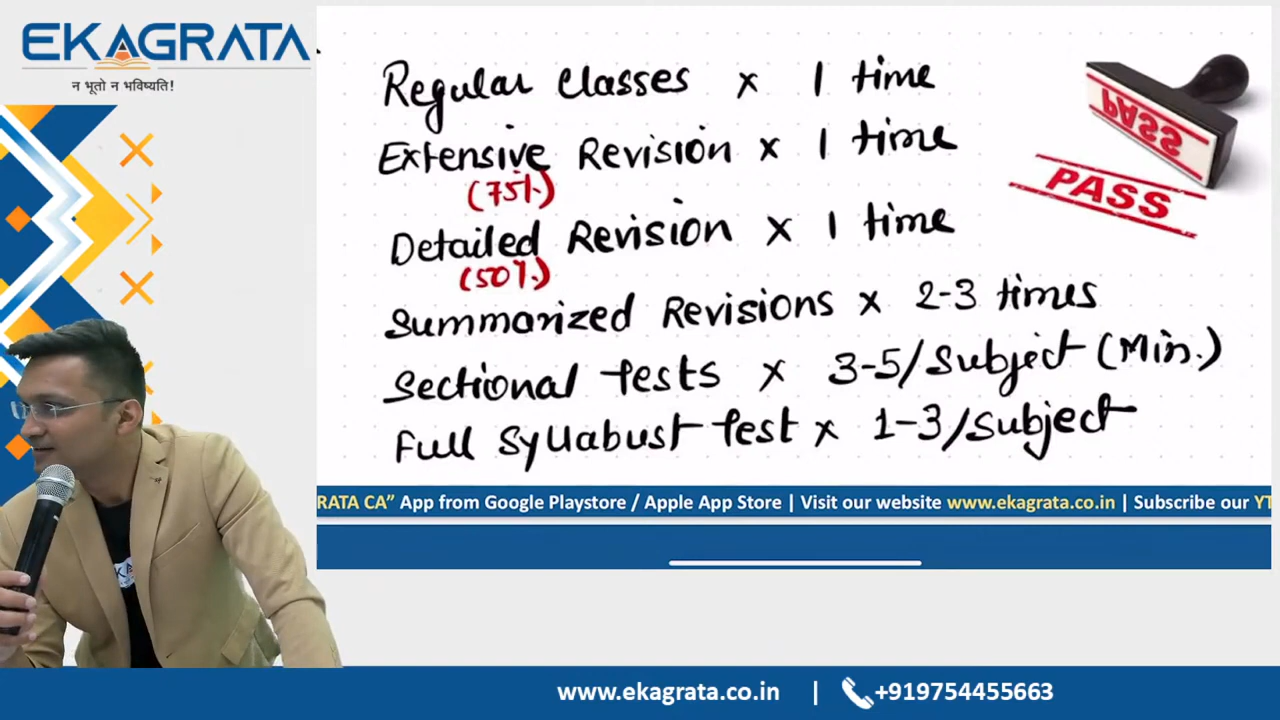 EKAGRATA
न भूतो न भविष्यति!
Regular classes x 1 time
Extensive Revision x 1 time
(75%)
Detailed Revision x 1 time
(50%)
Summarized Revisions x 2-3 times
Sectional Tests x 3-5/Subject (Min.)
Full Syllabust Test x 1-3/Subject
PASS
PASS
RATA CA” App from Google Playstore / Apple App Store | Visit our website www.ekagrata.co.in | Subscribe our YT
www.ekagrata.co.in | +919754455663